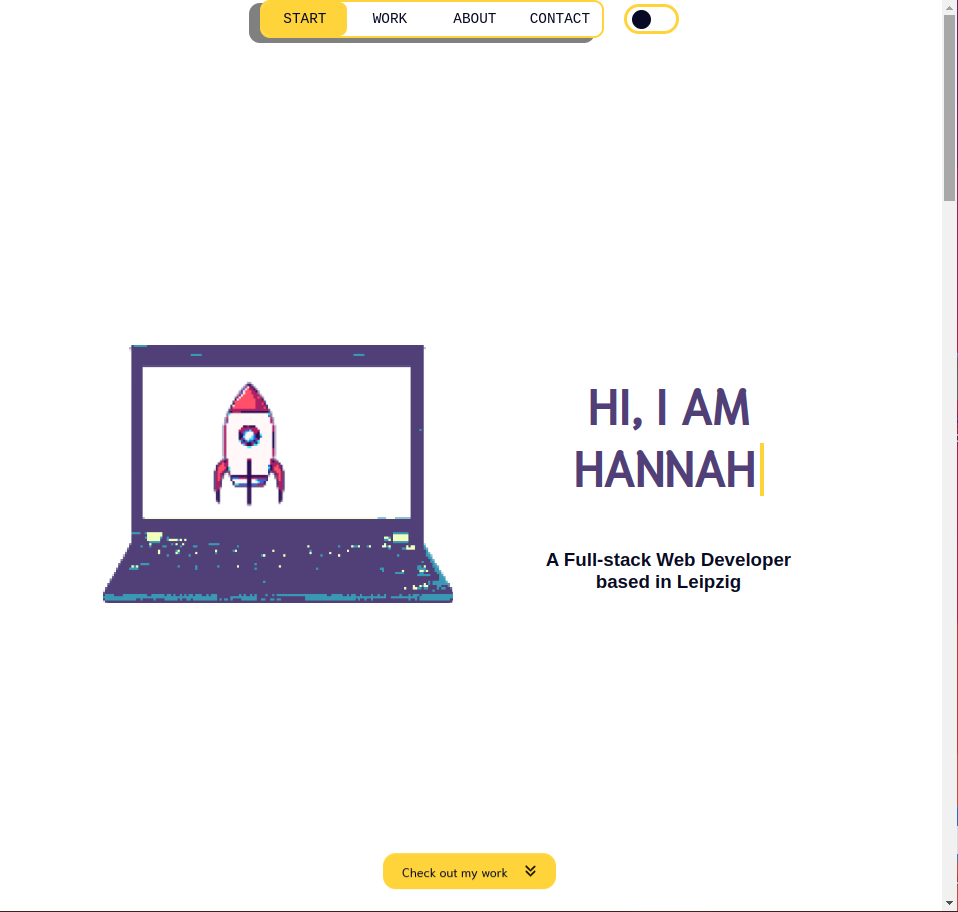 START WORK ABOUT CONTACT
HI, I AM
HANNAH
A Full-stack Web Developer
based in Leipzig
Check out my work